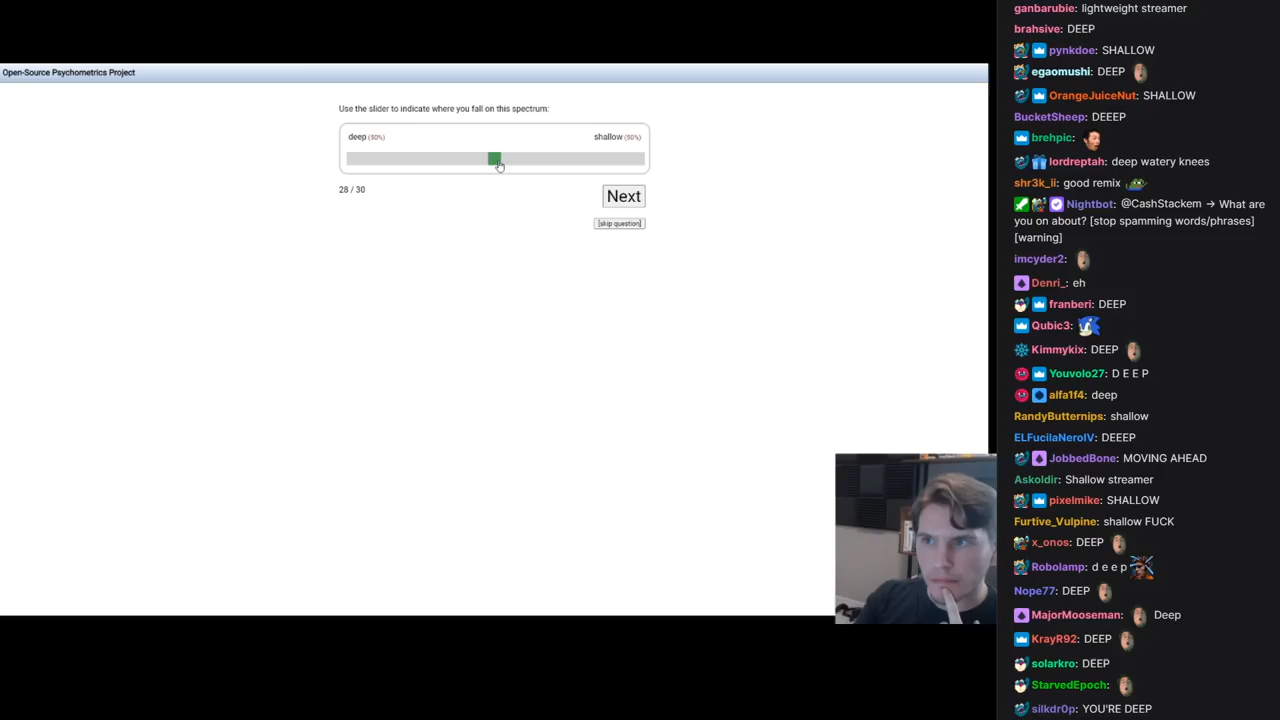 Open-Source Psychometrics Project
Use the slider to indicate where you fall on this spectrum:
deep (50%)
shallow (50%)
28 / 30
Next
[skip question]
ganbarubie: lightweight streamer
brahsive: DEEP
pynkdoe: SHALLOW
egaomushi: DEEP
OrangeJuiceNut: SHALLOW
BucketSheep: DEEEP
brehpic:
lordreptah: deep watery knees
shr3k_ii: good remix
Nightbot: @CashStackem → What are
you on about? [stop spamming words/phrases]
[warning]
imcyder2:
Denri_: eh
franberi: DEEP
Qubic3:
Kimmykix: DEEP
Youvolo27: D E E P
alfa1f4: deep
RandyButternips: shallow
ELFucilaNeroIV: DEEEP
JobbedBone: MOVING AHEAD
Askoldir: Shallow streamer
pixelmike: SHALLOW
Furtive_Vulpine: shallow FUCK
x_onos: DEEP
Robolamp: d e e p
Nope77: DEEP
MajorMooseman: Deep
KrayR92: DEEP
solarkro: DEEP
StarvedEpoch:
silkdr0p: YOU'RE DEEP